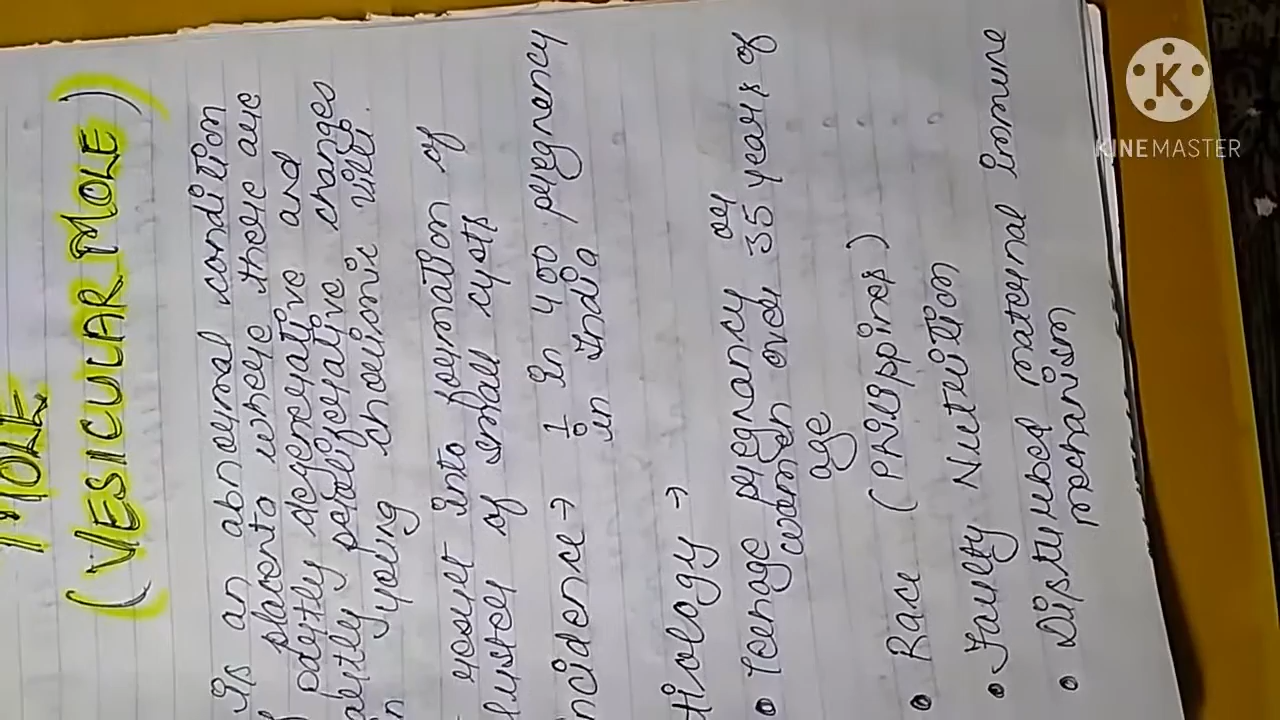 MOLE
(VESICULAR MOLE)
Is an abnormal condition
placenta where there are
partly degenerative and
partly proliferative changes
in young chorionic villi.
result into formation of
cluster of small cysts
incidence → 1 in 400 pregnancy
in India
Etiology →
• Teenage pregnancy or
women over 35 years of
age
• Race (Philippines)
• Faulty Nutrition
• Disturbed maternal immune
mechanism
K
KINEMASTER